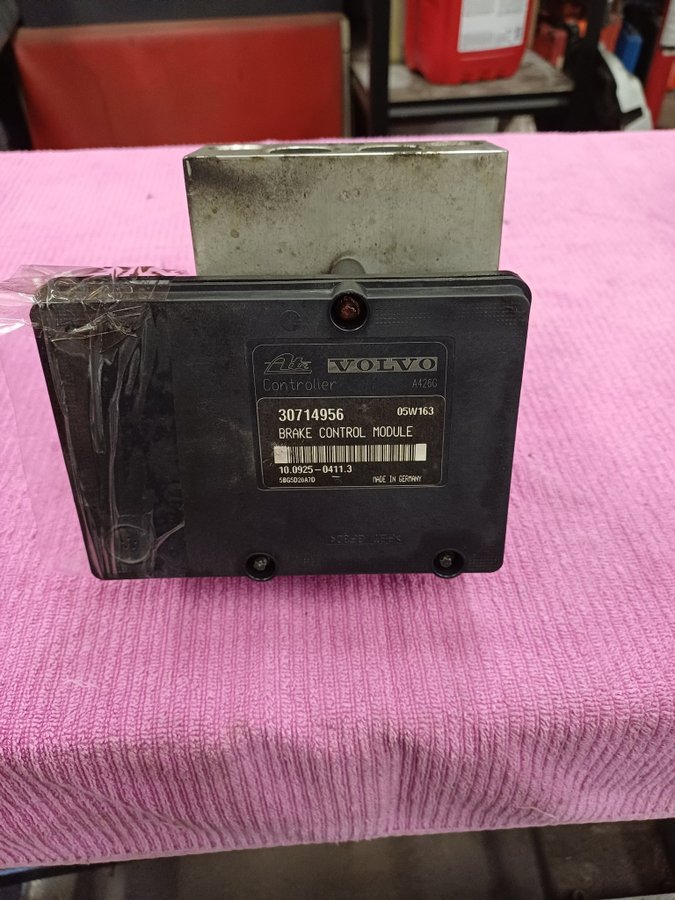 Ate VOLVO
Controller A426G
30714956 05W163
BRAKE CONTROL MODULE
10.0925-0411.3
5BG5D20A7D MADE IN GERMANY